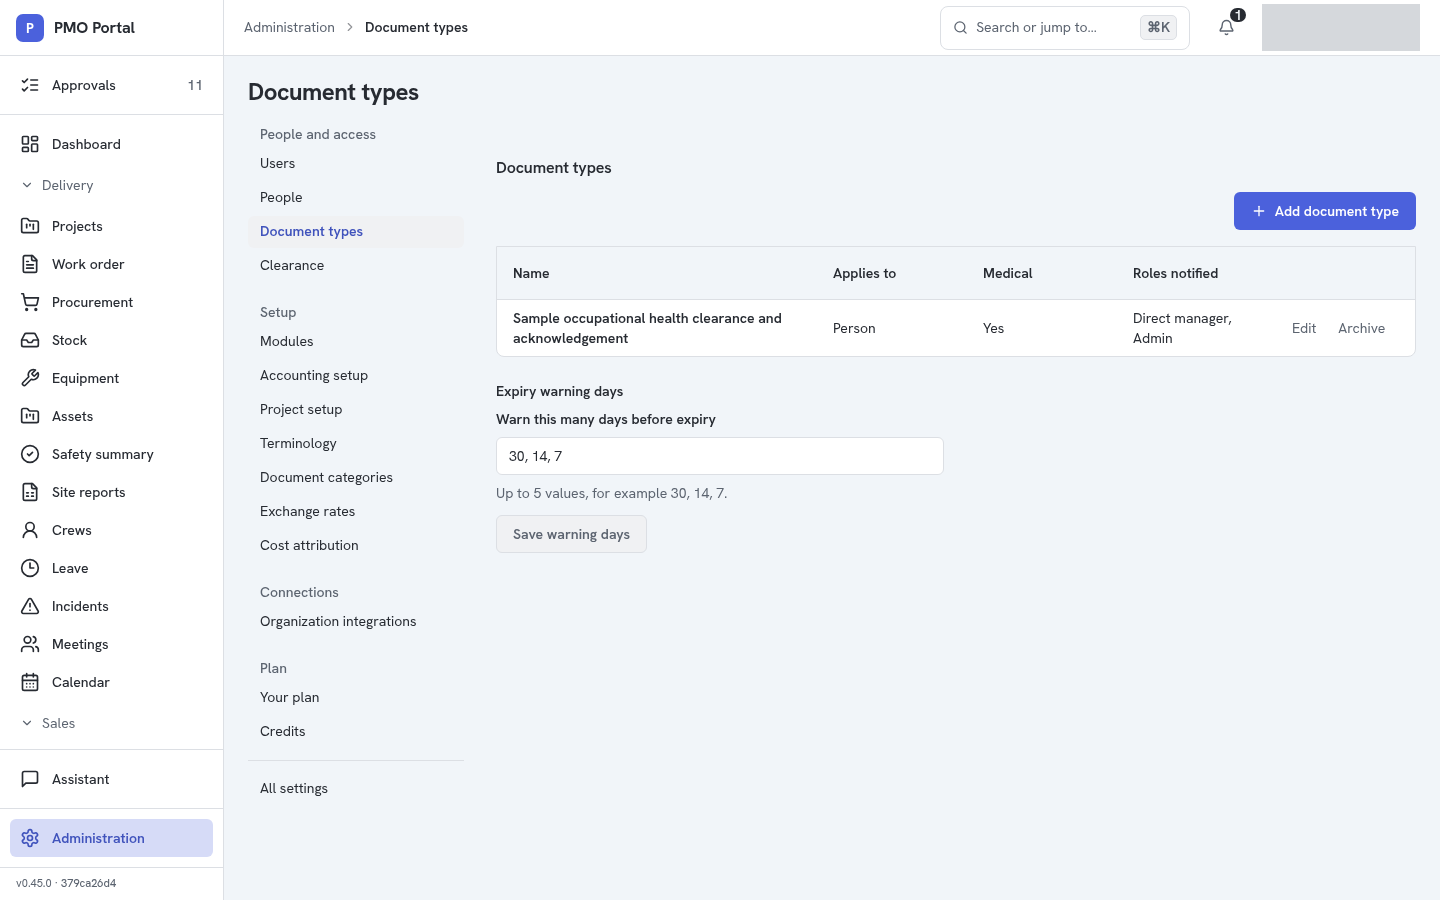 P PMO Portal
Administration > Document types
Search or jump to...
⌘K
1
Approvals 11
Dashboard
Delivery
Projects
Work order
Procurement
Stock
Equipment
Assets
Safety summary
Site reports
Crews
Leave
Incidents
Meetings
Calendar
Sales
Assistant
Administration
v0.45.0 · 379ca26d4
Document types
People and access
Users
People
Document types
Clearance
Setup
Modules
Accounting setup
Project setup
Terminology
Document categories
Exchange rates
Cost attribution
Connections
Organization integrations
Plan
Your plan
Credits
All settings
Document types
+ Add document type
Name Applies to Medical Roles notified
Sample occupational health clearance and
acknowledgement
Person
Yes
Direct manager,
Admin
Edit Archive
Expiry warning days
Warn this many days before expiry
30, 14, 7
Up to 5 values, for example 30, 14, 7.
Save warning days